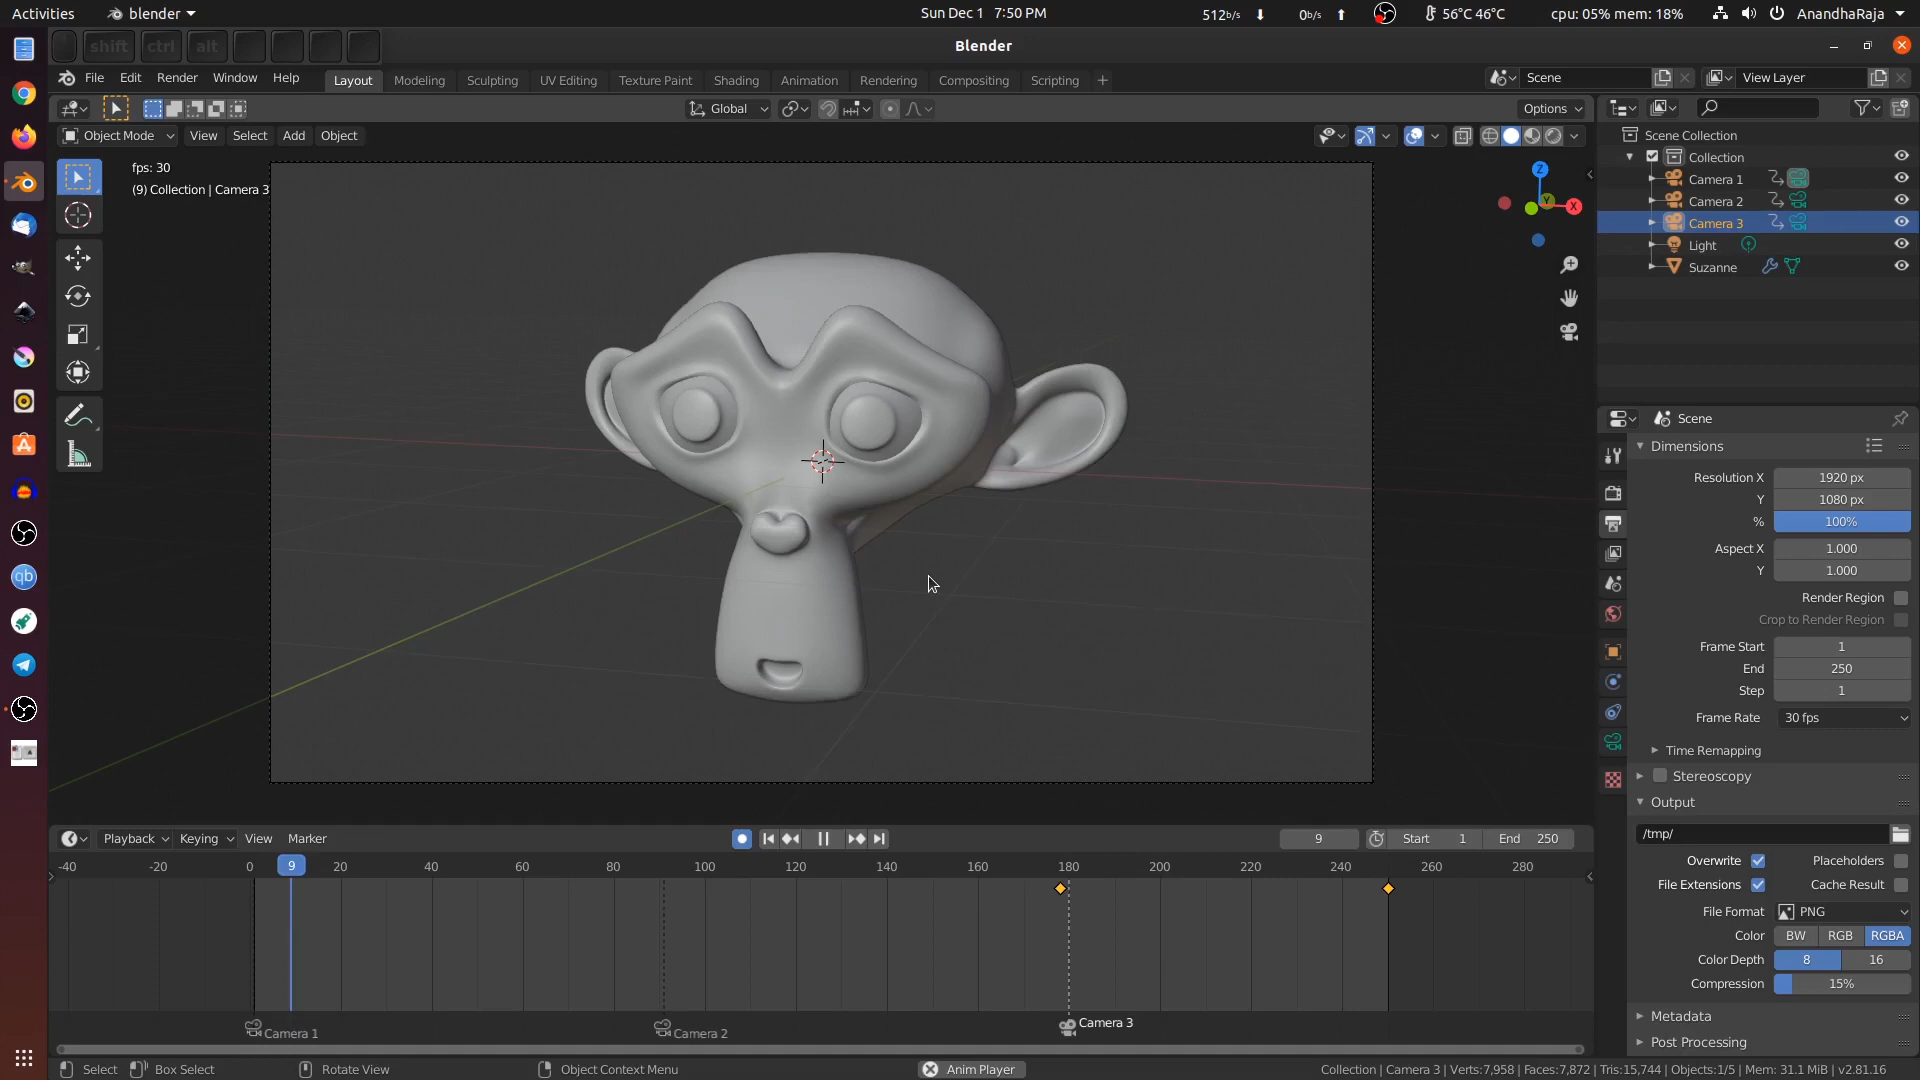 Activities blender Sun Dec 1 7:50 PM 512b/s 0b/s 56°C 46°C cpu: 05% mem: 18% AnandhaRaja
shift ctrl alt Blender
File Edit Render Window Help Layout Modeling Sculpting UV Editing Texture Paint Shading Animation Rendering Compositing Scripting + Scene View Layer
Global Options
Object Mode View Select Add Object
Scene Collection
Collection
Camera 1
Camera 2
Camera 3
Light
Suzanne
fps: 30
(9) Collection | Camera 3
Z
Y
X
Scene
Dimensions
Resolution X 1920 px
Y 1080 px
% 100%
Aspect X 1.000
Y 1.000
Render Region
Crop to Render Region
Frame Start 1
End 250
Step 1
Frame Rate 30 fps
Time Remapping
Stereoscopy
Output
/tmp/
Overwrite Placeholders
File Extensions Cache Result
File Format PNG
Color BW RGB RGBA
Color Depth 8 16
Compression 15%
Metadata
Post Processing
qb
Playback Keying View Marker 9 Start 1 End 250
-40 -20 0 9 20 40 60 80 100 120 140 160 180 200 220 240 260 280
Camera 1 Camera 2 Camera 3
Select Box Select Rotate View Object Context Menu Anim Player Collection | Camera 3 | Verts:7,958 | Faces:7,872 | Tris:15,744 | Objects:1/5 | Mem: 31.1 MiB | v2.81.16